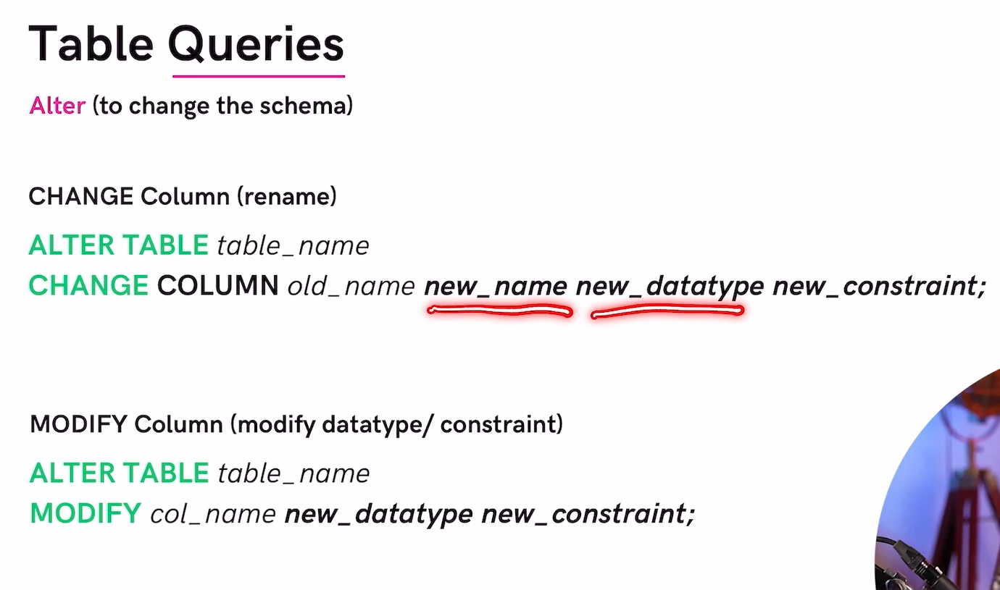 Table Queries
Alter (to change the schema)
CHANGE Column (rename)
ALTER TABLE table_name
CHANGE COLUMN old_name new_name new_datatype new_constraint;
MODIFY Column (modify datatype/ constraint)
ALTER TABLE table_name
MODIFY col_name new_datatype new_constraint;